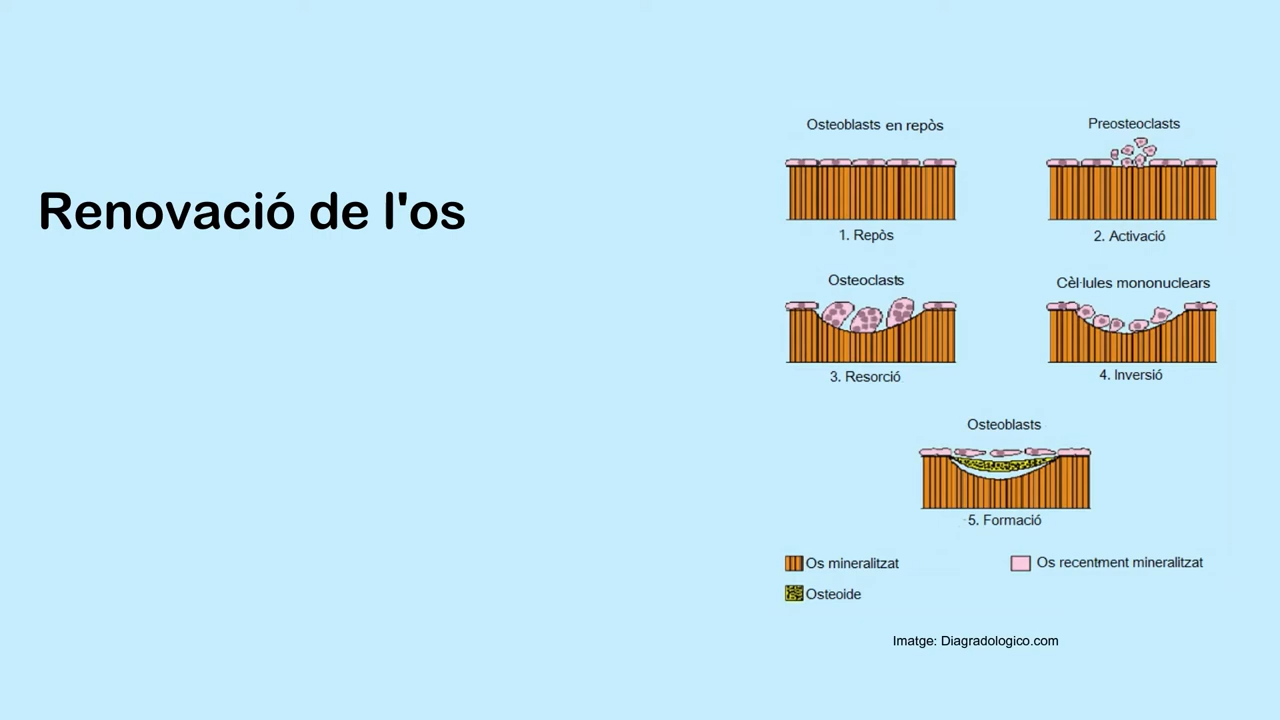 Renovació de l'os
Osteoblasts en repòs
1. Repòs
Preosteoclasts
2. Activació
Osteoclasts
3. Resorció
Cèl·lules mononuclears
4. Inversió
Osteoblasts
5. Formació
Os mineralitzat
Os recentment mineralitzat
Osteoide
Imatge: Diagradologico.com